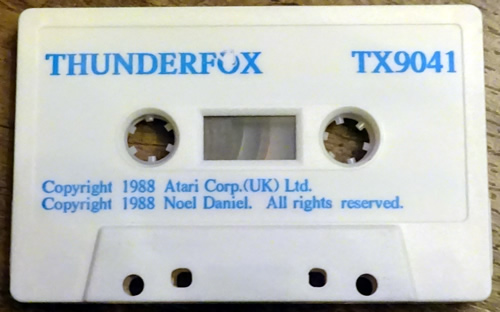 THUNDERFOX TX9041
Copyright 1988 Atari Corp.(UK) Ltd.
Copyright 1988 Noel Daniel. All rights reserved.